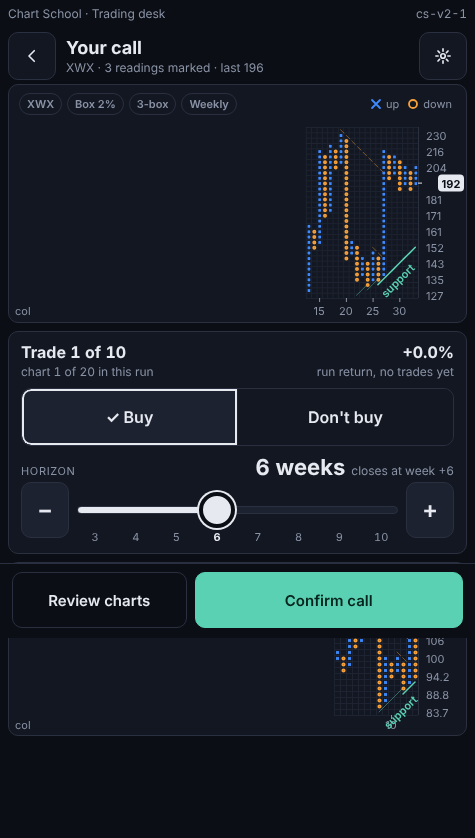 Chart School · Trading desk
cs-v2-1
Your call
XWX · 3 readings marked · last 196
XWX
Box 2%
3-box
Weekly
up
down
230
216
204
192
181
171
161
152
143
135
127
support
col
15
20
25
30
Trade 1 of 10
+0.0%
chart 1 of 20 in this run
run return, no trades yet
✓ Buy
Don't buy
HORIZON
6 weeks closes at week +6
−
+
3 4 5 6 7 8 9 10
Review charts
Confirm call
106
100
94.2
88.8
83.7
support
col